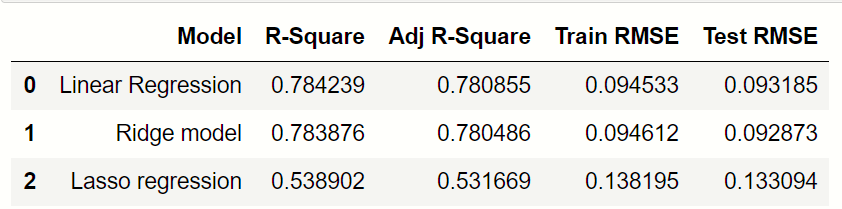 Model R-Square Adj R-Square Train RMSE Test RMSE
0 Linear Regression 0.784239 0.780855 0.094533 0.093185
1 Ridge model 0.783876 0.780486 0.094612 0.092873
2 Lasso regression 0.538902 0.531669 0.138195 0.133094